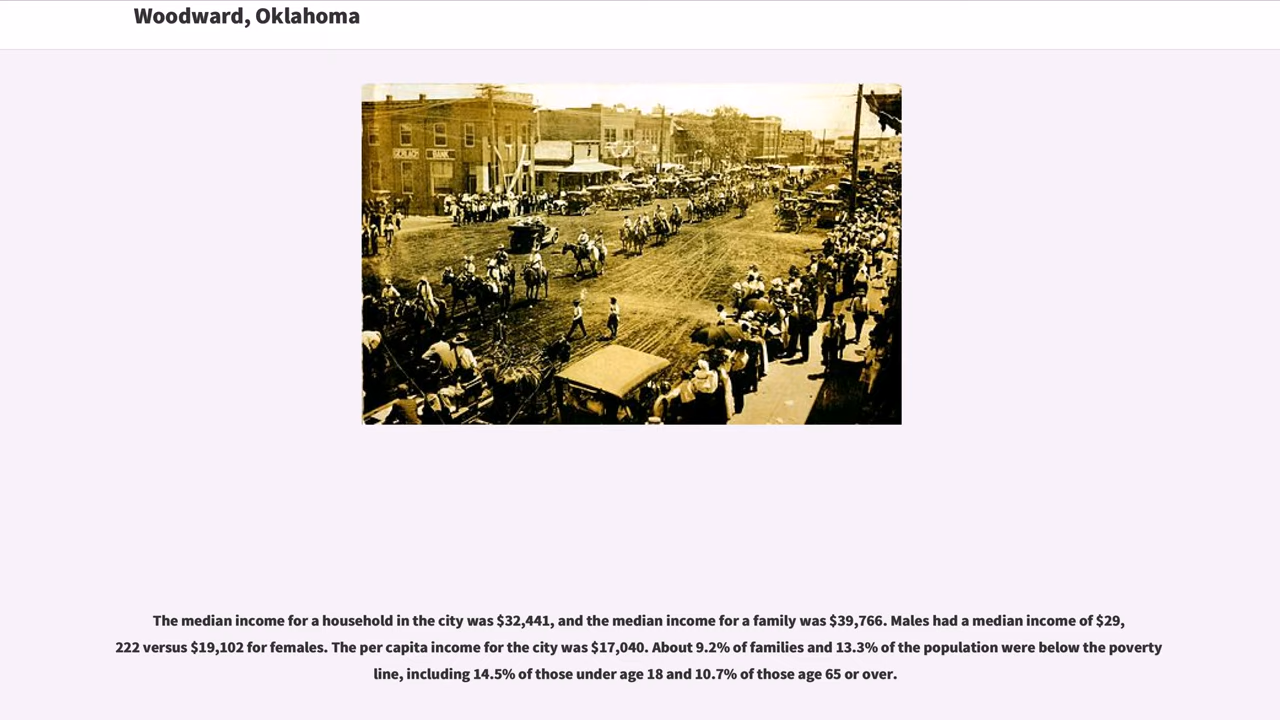 Woodward, Oklahoma
BANK
The median income for a household in the city was $32,441, and the median income for a family was $39,766. Males had a median income of $29,
222 versus $19,102 for females. The per capita income for the city was $17,040. About 9.2% of families and 13.3% of the population were below the poverty
line, including 14.5% of those under age 18 and 10.7% of those age 65 or over.